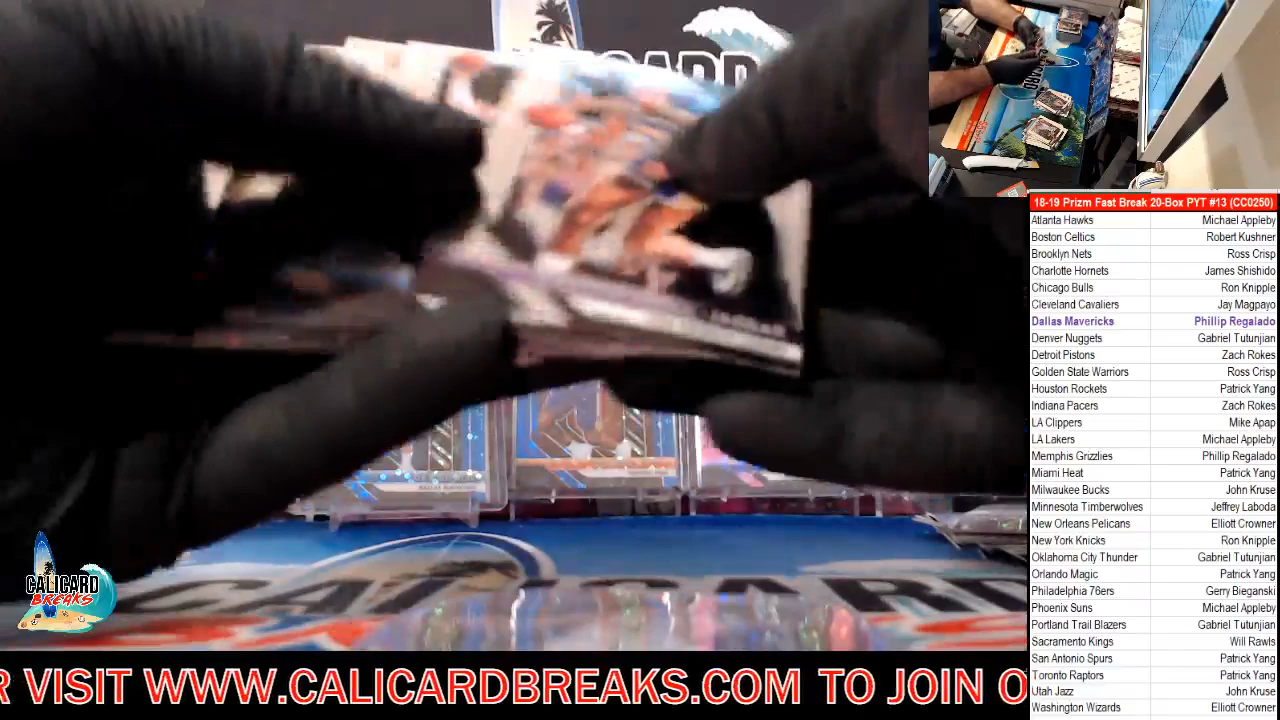 CARD
18-19 Prizm Fast Break 20-Box PYT #13 (CC0250)
Atlanta Hawks Michael Appleby
Boston Celtics Robert Kushner
Brooklyn Nets Ross Crisp
Charlotte Hornets James Shishido
Chicago Bulls Ron Knipple
Cleveland Cavaliers Jay Magpayo
Dallas Mavericks Phillip Regalado
Denver Nuggets Gabriel Tutunjian
Detroit Pistons Zach Rokes
Golden State Warriors Ross Crisp
Houston Rockets Patrick Yang
Indiana Pacers Zach Rokes
LA Clippers Mike Apap
LA Lakers Michael Appleby
Memphis Grizzlies Phillip Regalado
Miami Heat Patrick Yang
Milwaukee Bucks John Kruse
Minnesota Timberwolves Jeffrey Laboda
New Orleans Pelicans Elliott Crowner
New York Knicks Ron Knipple
Oklahoma City Thunder Gabriel Tutunjian
Orlando Magic Patrick Yang
Philadelphia 76ers Gerry Bieganski
Phoenix Suns Michael Appleby
Portland Trail Blazers Gabriel Tutunjian
Sacramento Kings Will Rawls
San Antonio Spurs Patrick Yang
Toronto Raptors Patrick Yang
Utah Jazz John Kruse
Washington Wizards Elliott Crowner
CALICARD
BREAKS
CALICARD
R VISIT WWW.CALICARDBREAKS.COM TO JOIN O